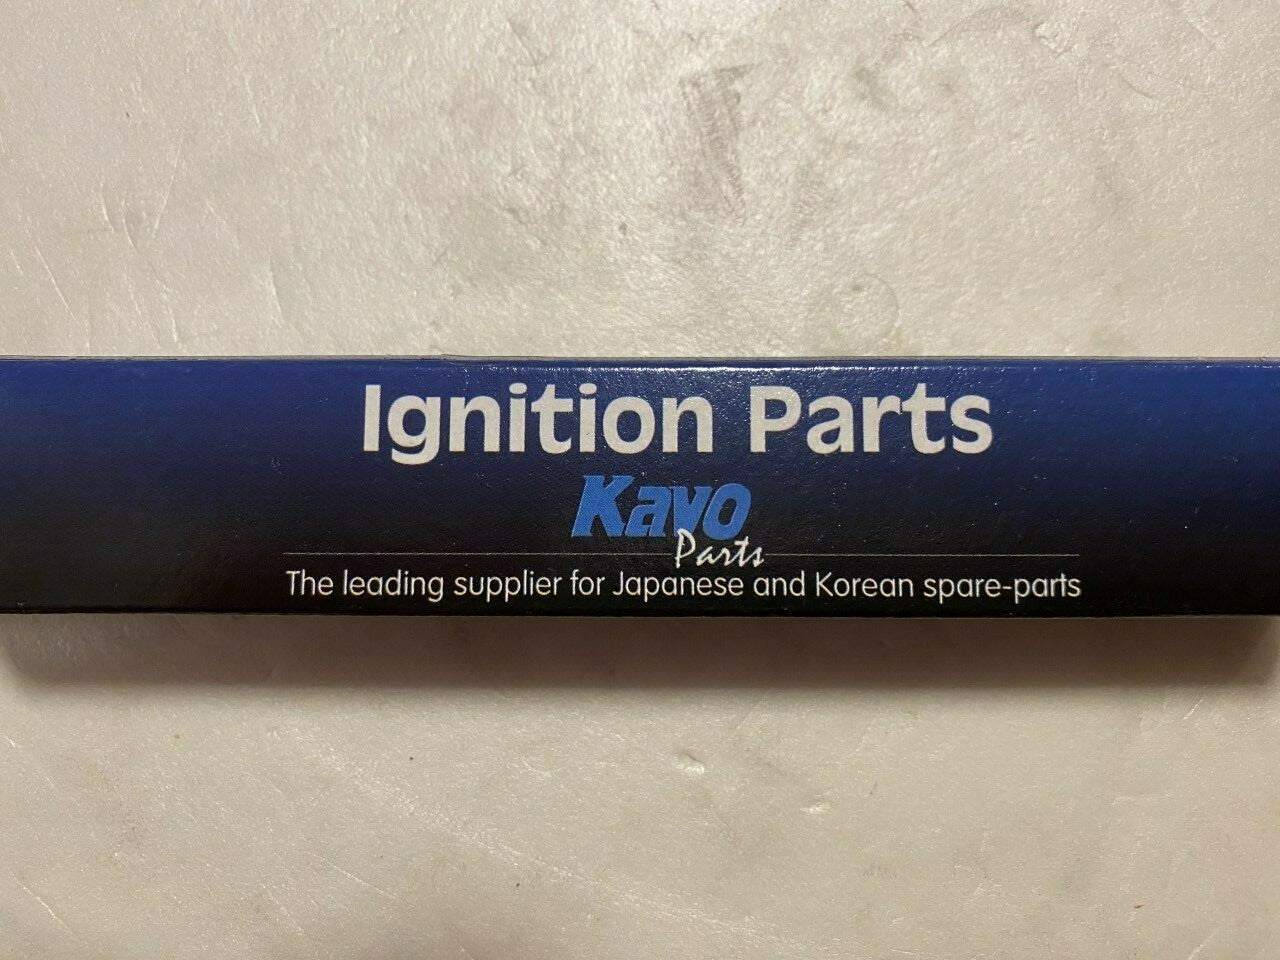 Ignition Parts
Kavo
Parts
The leading supplier for Japanese and Korean spare-parts